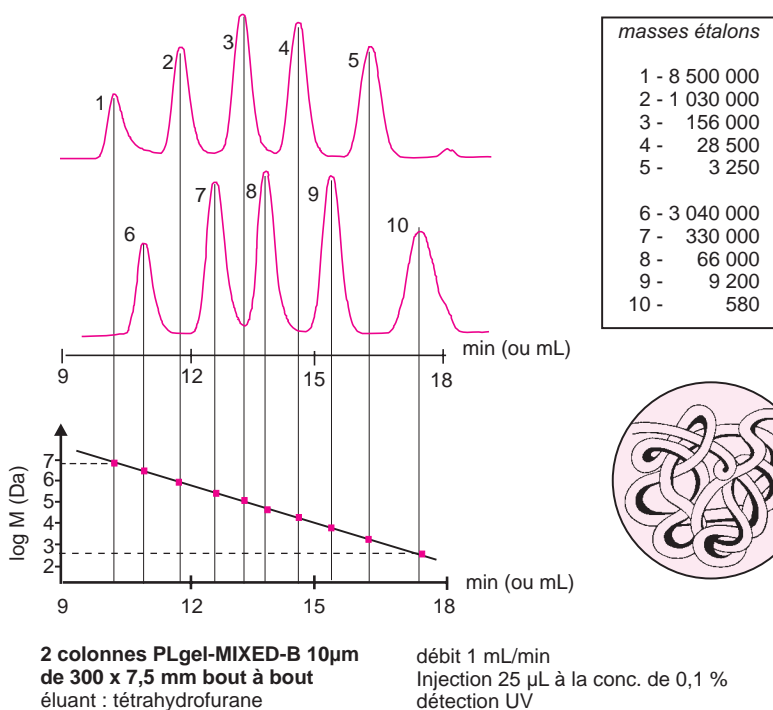 1
2
3
4
5
6
7
8
9
10
min (ou mL)
9 12 15 18
masses étalons
1 - 8 500 000
2 - 1 030 000
3 - 156 000
4 - 28 500
5 - 3 250
6 - 3 040 000
7 - 330 000
8 - 66 000
9 - 9 200
10 - 580
log M (Da)
7
6
5
4
3
2
min (ou mL)
9 12 15 18
2 colonnes PLgel-MIXED-B 10µm
de 300 x 7,5 mm bout à bout
éluant : tétrahydrofurane
débit 1 mL/min
Injection 25 µL à la conc. de 0,1 %
détection UV